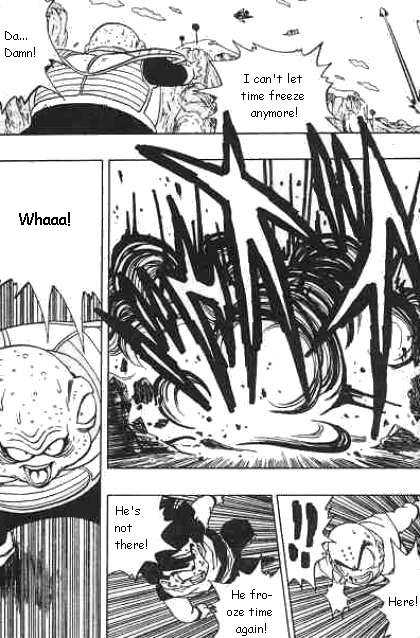 Da...
Damn!
I can't let
time freeze
anymore!
Whaaa!
He's
not
there!
He fro-
oze time
again!
!!
Here!